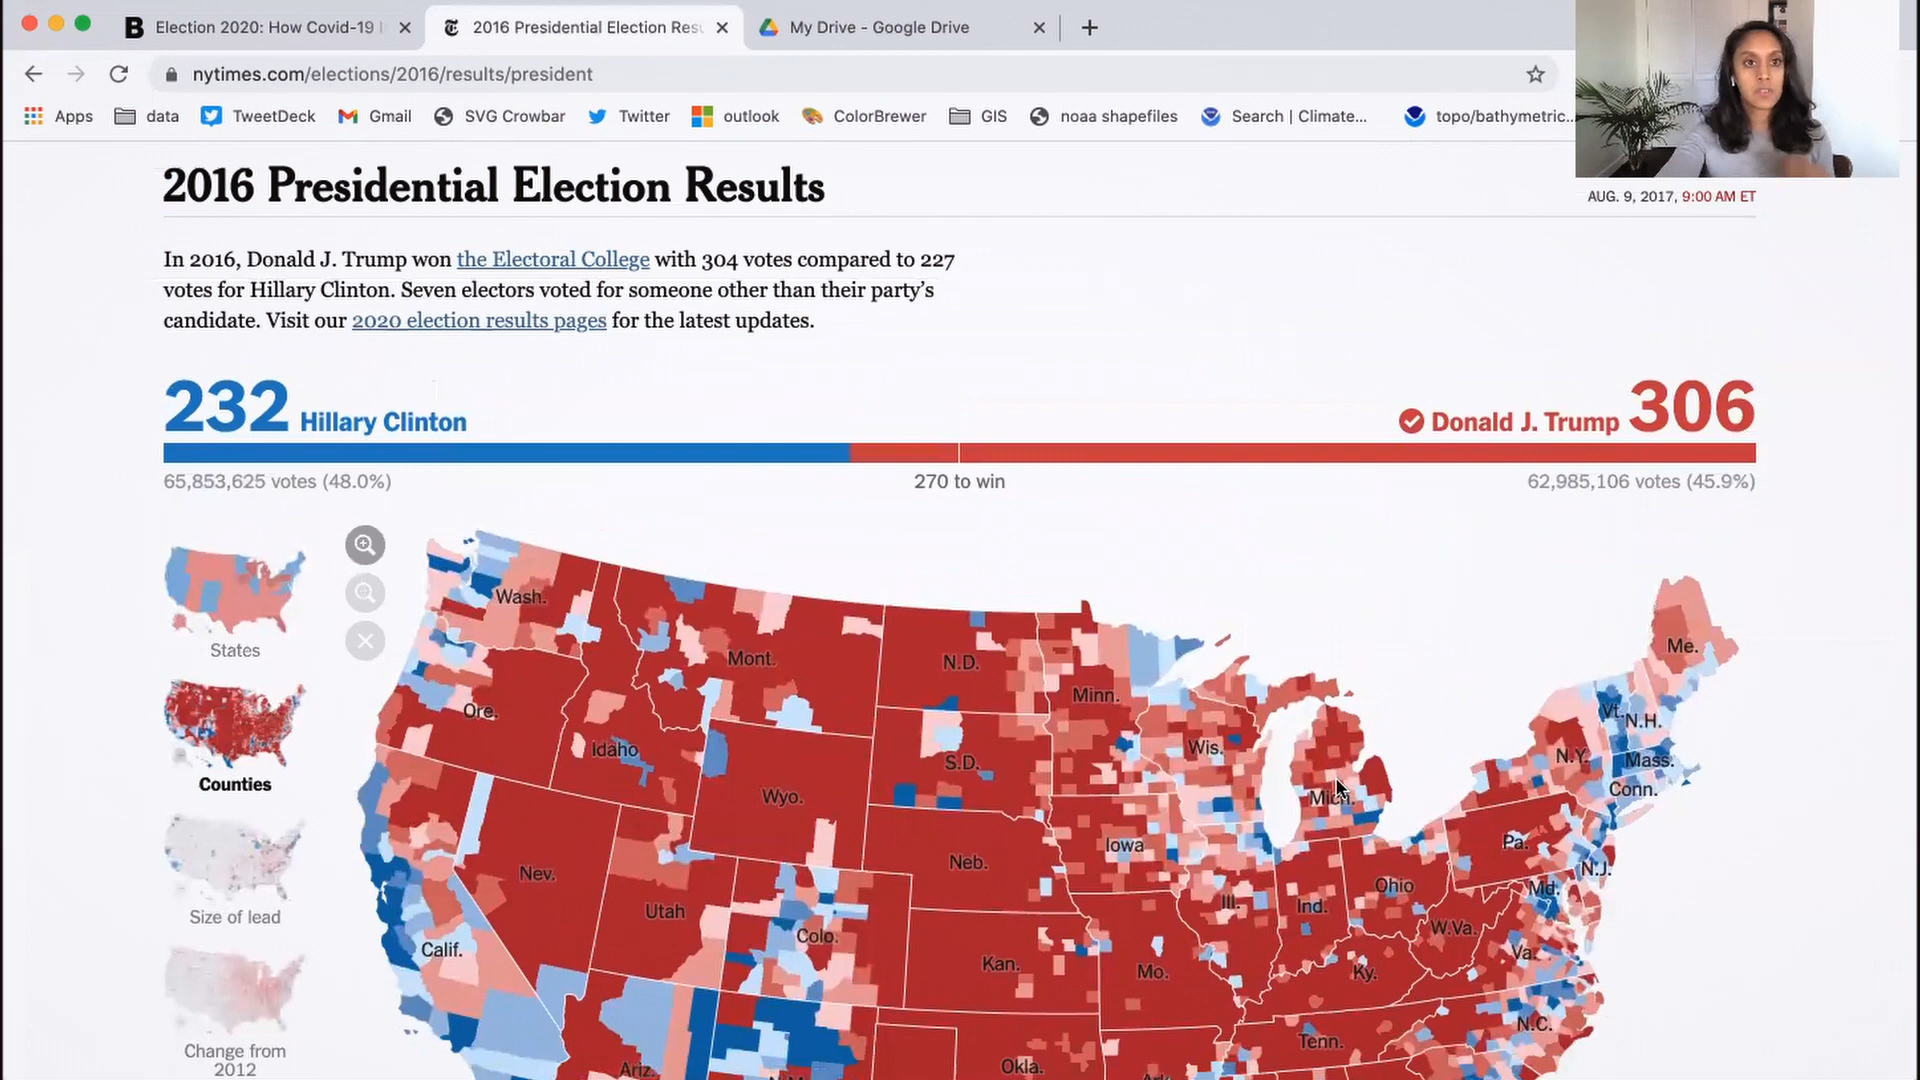 Election 2020: How Covid-19 I
2016 Presidential Election Resu
My Drive - Google Drive
nytimes.com/elections/2016/results/president
Apps
data
TweetDeck
Gmail
SVG Crowbar
Twitter
outlook
ColorBrewer
GIS
noaa shapefiles
Search | Climate...
topo/bathymetric...
2016 Presidential Election Results
AUG. 9, 2017, 9:00 AM ET
In 2016, Donald J. Trump won the Electoral College with 304 votes compared to 227
votes for Hillary Clinton. Seven electors voted for someone other than their party's
candidate. Visit our 2020 election results pages for the latest updates.
232 Hillary Clinton
Donald J. Trump 306
65,853,625 votes (48.0%)
270 to win
62,985,106 votes (45.9%)
States
Counties
Size of lead
Change from
2012
Wash.
Mont.
N.D.
Minn.
Me.
Ore.
Idaho
Wyo.
S.D.
Wis.
Mich.
Vt.
N.H.
N.Y.
Mass.
Conn.
Nev.
Utah
Neb.
Iowa
Ill.
Ind.
Ohio
Pa.
N.J.
Md.
Calif.
Colo.
Kan.
Mo.
Ky.
W.Va.
Va.
Ariz.
Okla.
Tenn.
N.C.